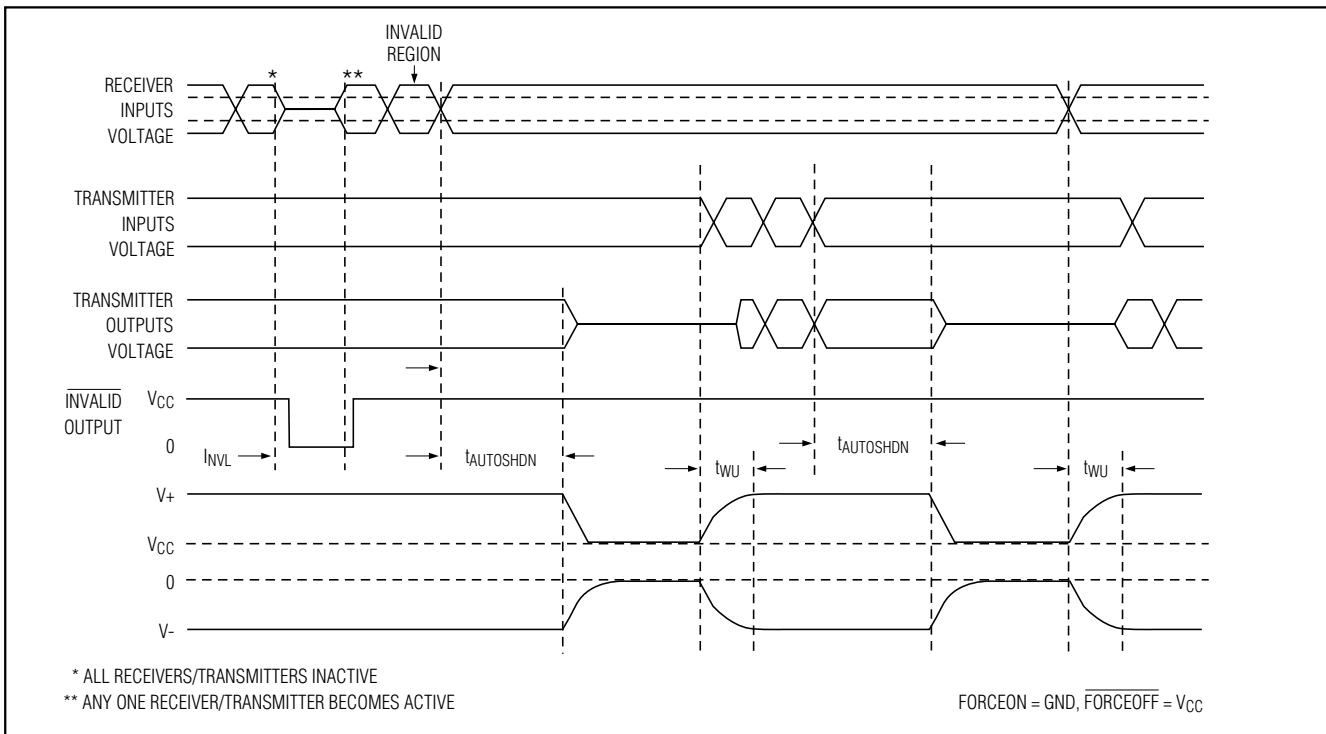 INVALID
REGION
*
**
RECEIVER
INPUTS
VOLTAGE
TRANSMITTER
INPUTS
VOLTAGE
TRANSMITTER
OUTPUTS
VOLTAGE
INVALID
OUTPUT
VCC
0
INVL
tAUTOSHDN
tWU
tAUTOSHDN
tWU
V+
VCC
0
V-
* ALL RECEIVERS/TRANSMITTERS INACTIVE
** ANY ONE RECEIVER/TRANSMITTER BECOMES ACTIVE
FORCEON = GND, FORCEOFF = VCC